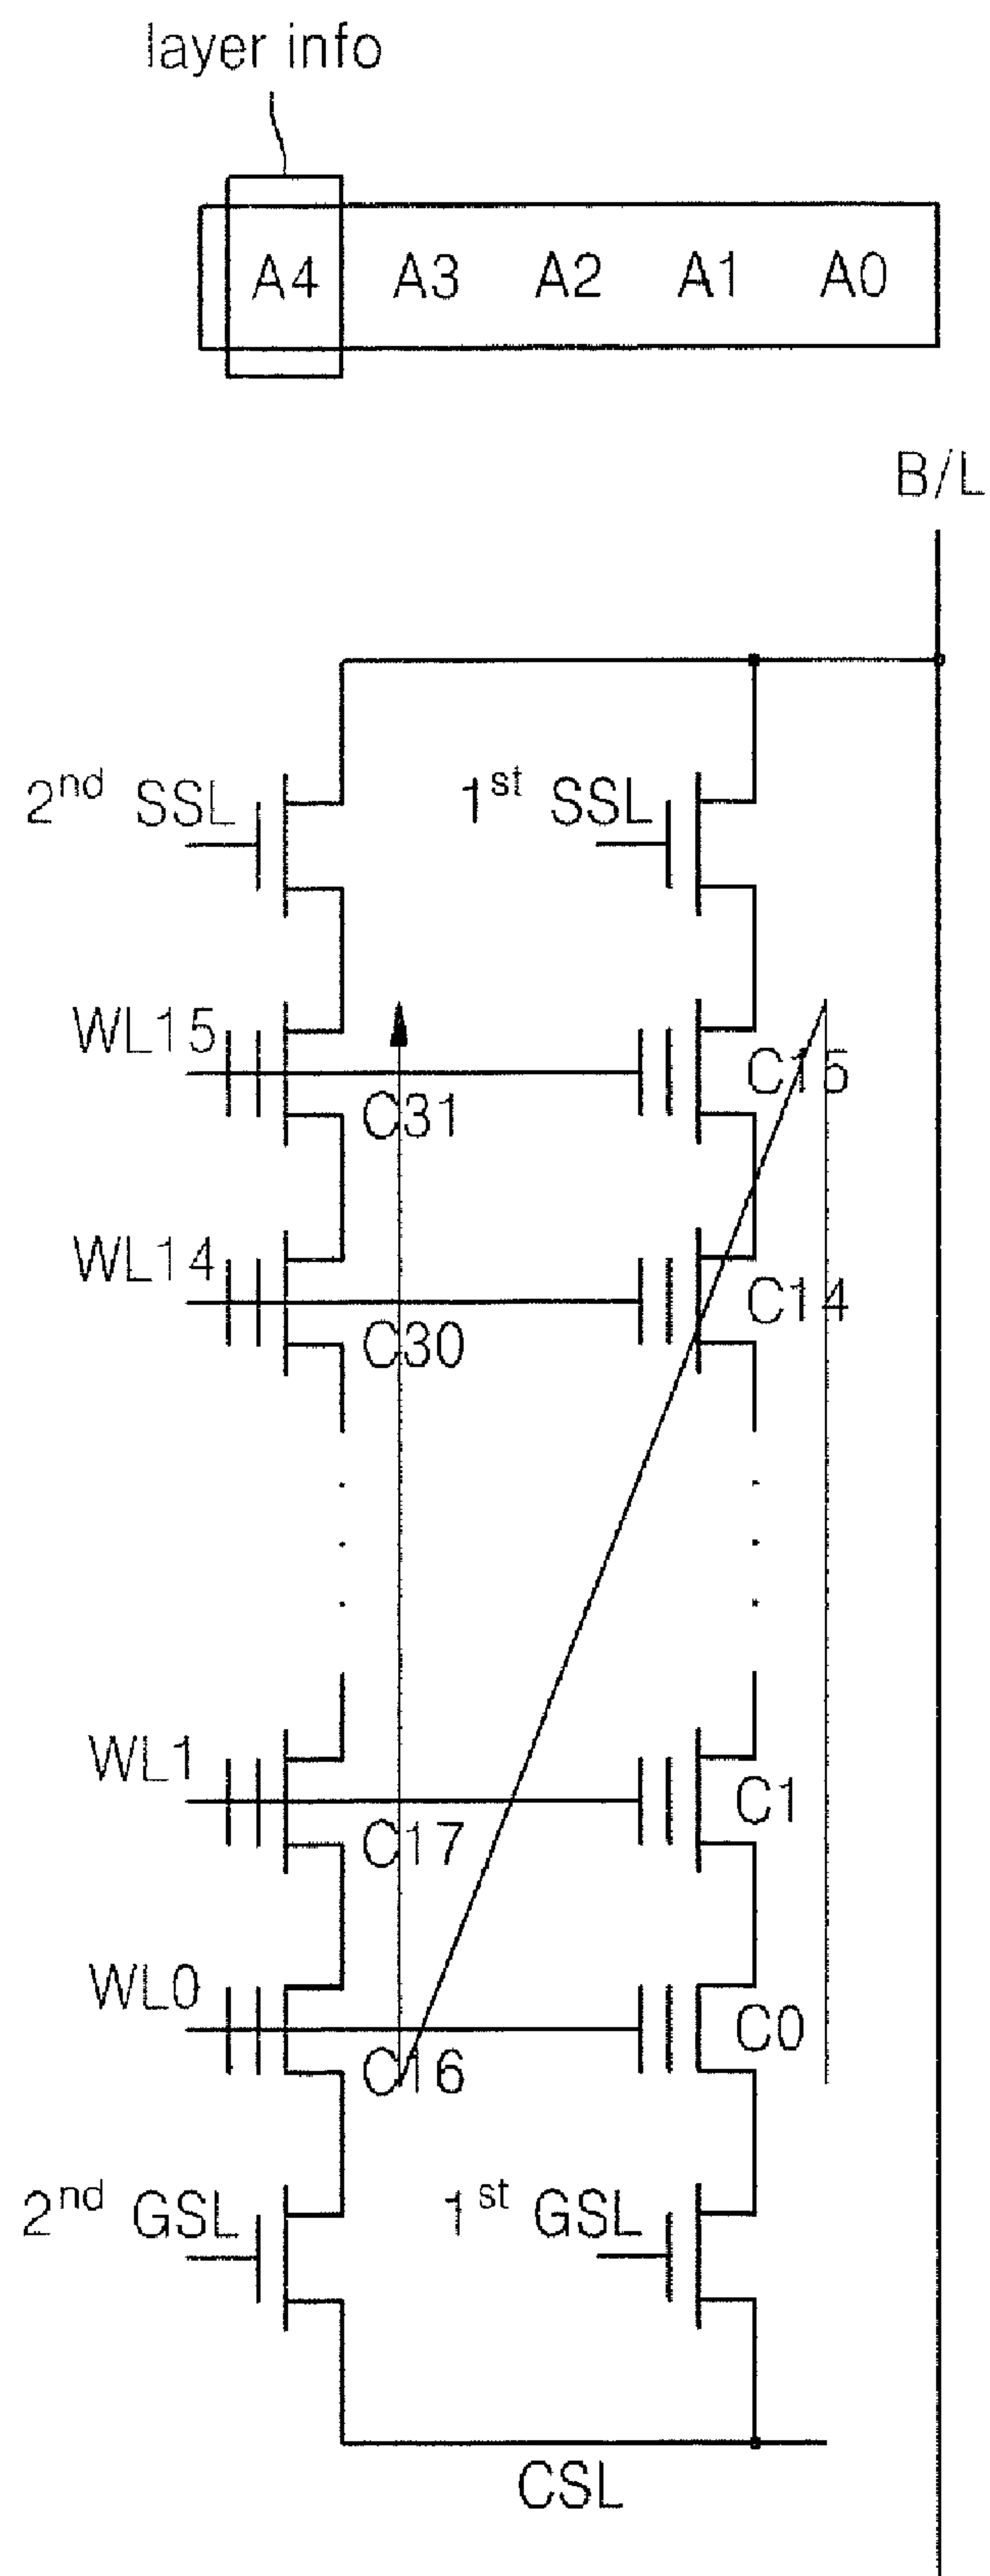 layer info
A4 A3 A2 A1 A0
B/L
2nd SSL 1st SSL
WL15 C15
C31
WL14 C14
C30
WL1 C1
C17
WL0 C0
C16
2nd GSL 1st GSL
CSL